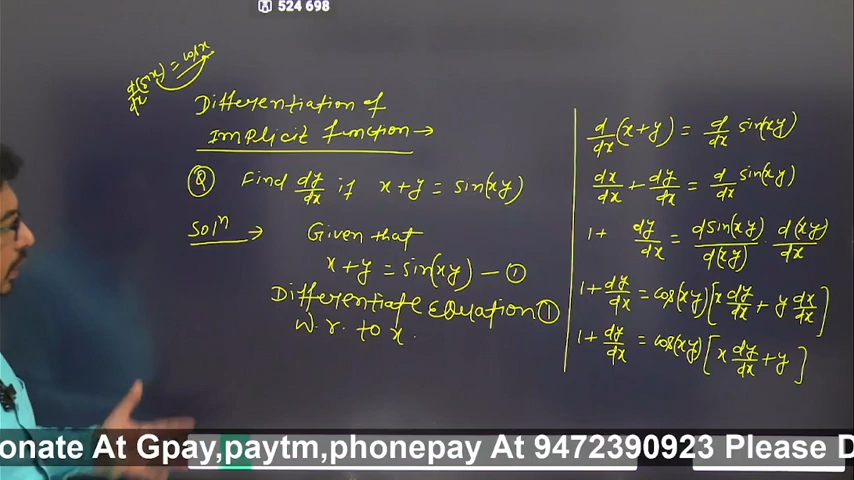 524 698
d(sinx)/dx = cosx
Differentiation of
Implicit function →
Q Find dy/dx if x+y = sin(xy)
Solⁿ → Given that
x+y = sin(xy) — ①
Differentiate Equation ①
w.r. to x.
d/dx (x+y) = d/dx sin(xy)
dx/dx + dy/dx = d/dx sin(xy)
1+ dy/dx = dsin(xy)/d(xy) . d(xy)/dx
1+ dy/dx = cos(xy)[x dy/dx + y dx/dx]
1+ dy/dx = cos(xy)[x dy/dx + y]
onate At Gpay,paytm,phonepay At 9472390923 Please D